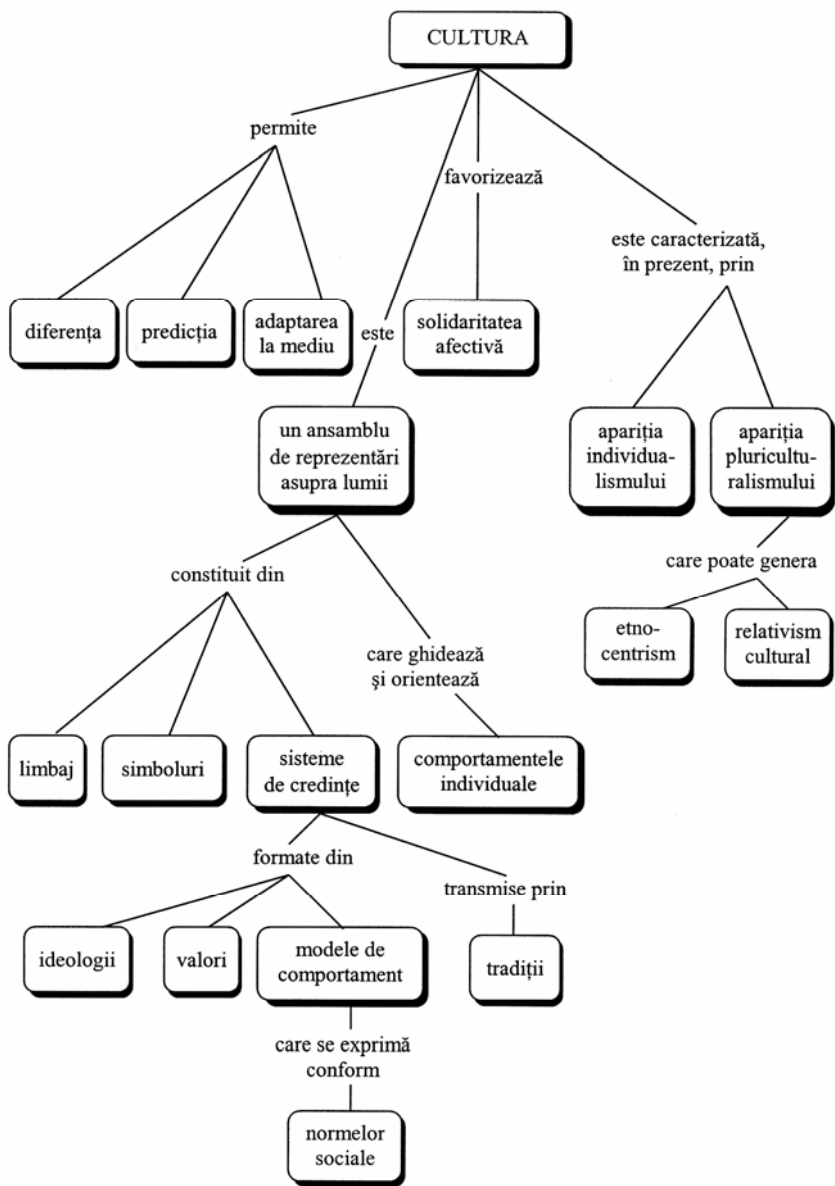 CULTURA
permite
favorizează
este caracterizată,
în prezent, prin
diferența
predicția
adaptarea
la mediu
este
solidaritatea
afectivă
un ansamblu
de reprezentări
asupra lumii
apariția
individua-
lismului
apariția
pluricultu-
ralismului
constituit din
care poate genera
etno-
centrism
relativism
cultural
care ghidează
şi orientează
limbaj
simboluri
sisteme
de credințe
comportamentele
individuale
formate din
transmise prin
ideologii
valori
modele de
comportament
tradiții
care se exprimă
conform
normelor
sociale